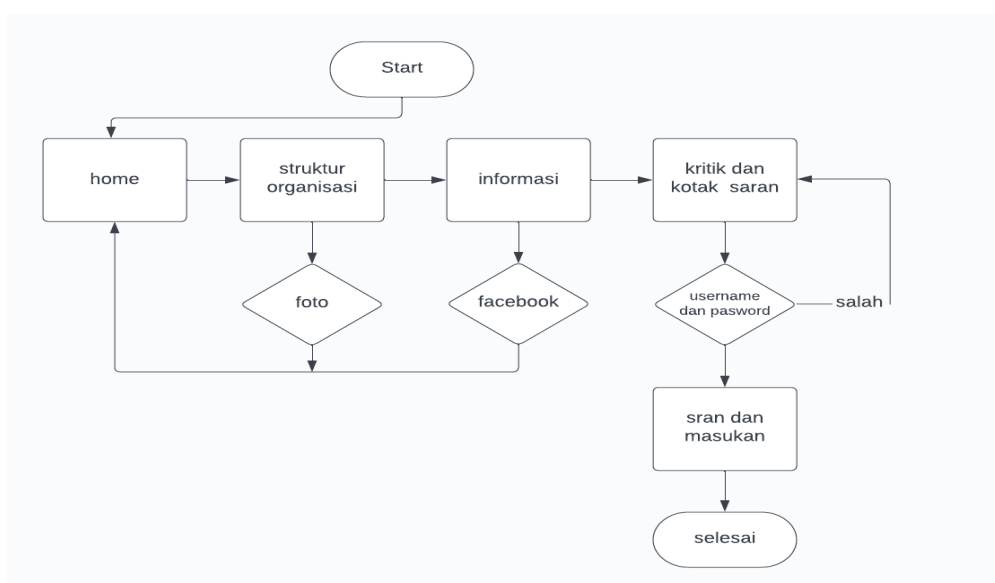 Start
home
struktur
organisasi
informasi
kritik dan
kotak saran
foto
facebook
username
dan pasword
salah
sran dan
masukan
selesai